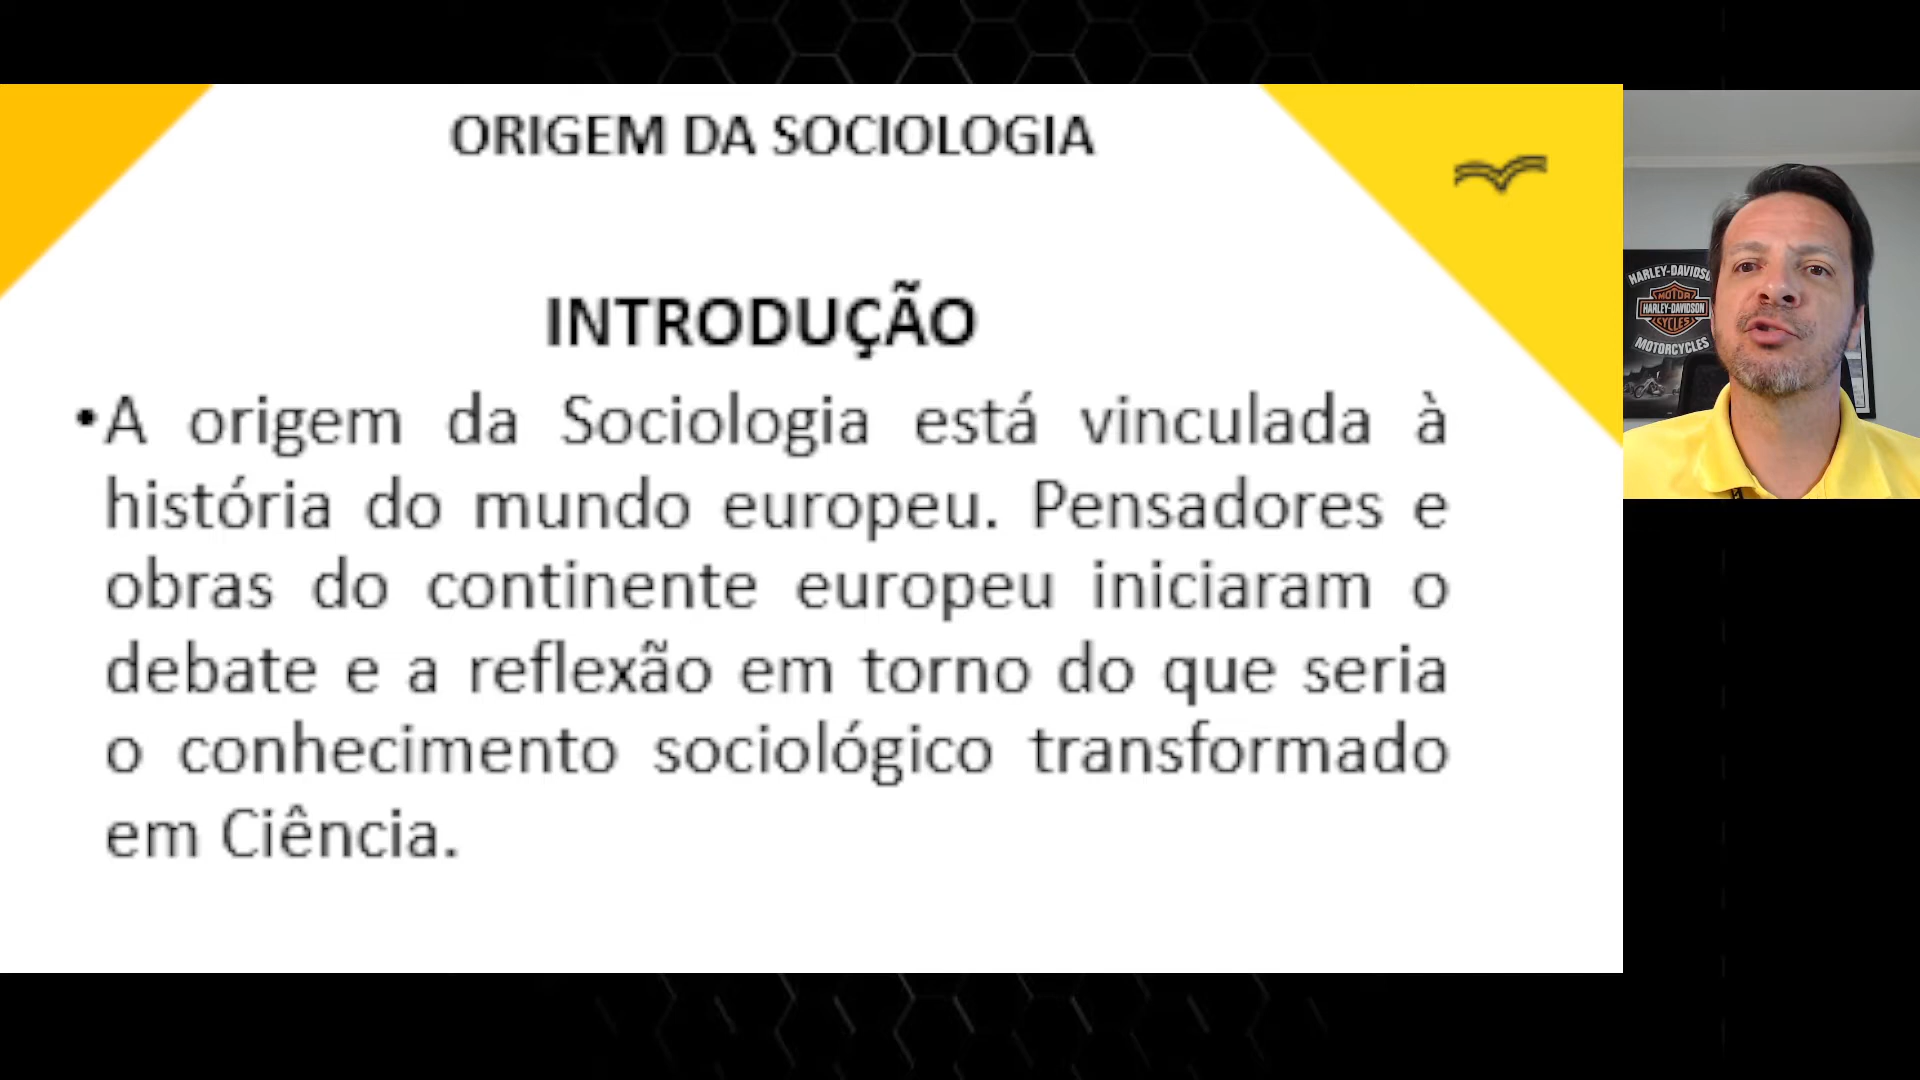 ORIGEM DA SOCIOLOGIA
INTRODUÇÃO
•A origem da Sociologia está vinculada à
história do mundo europeu. Pensadores e
obras do continente europeu iniciaram o
debate e a reflexão em torno do que seria
o conhecimento sociológico transformado
em Ciência.
HARLEY-DAVIDSO
MOTOR
HARLEY-DAVIDSON
CYCLES
MOTORCYCLES